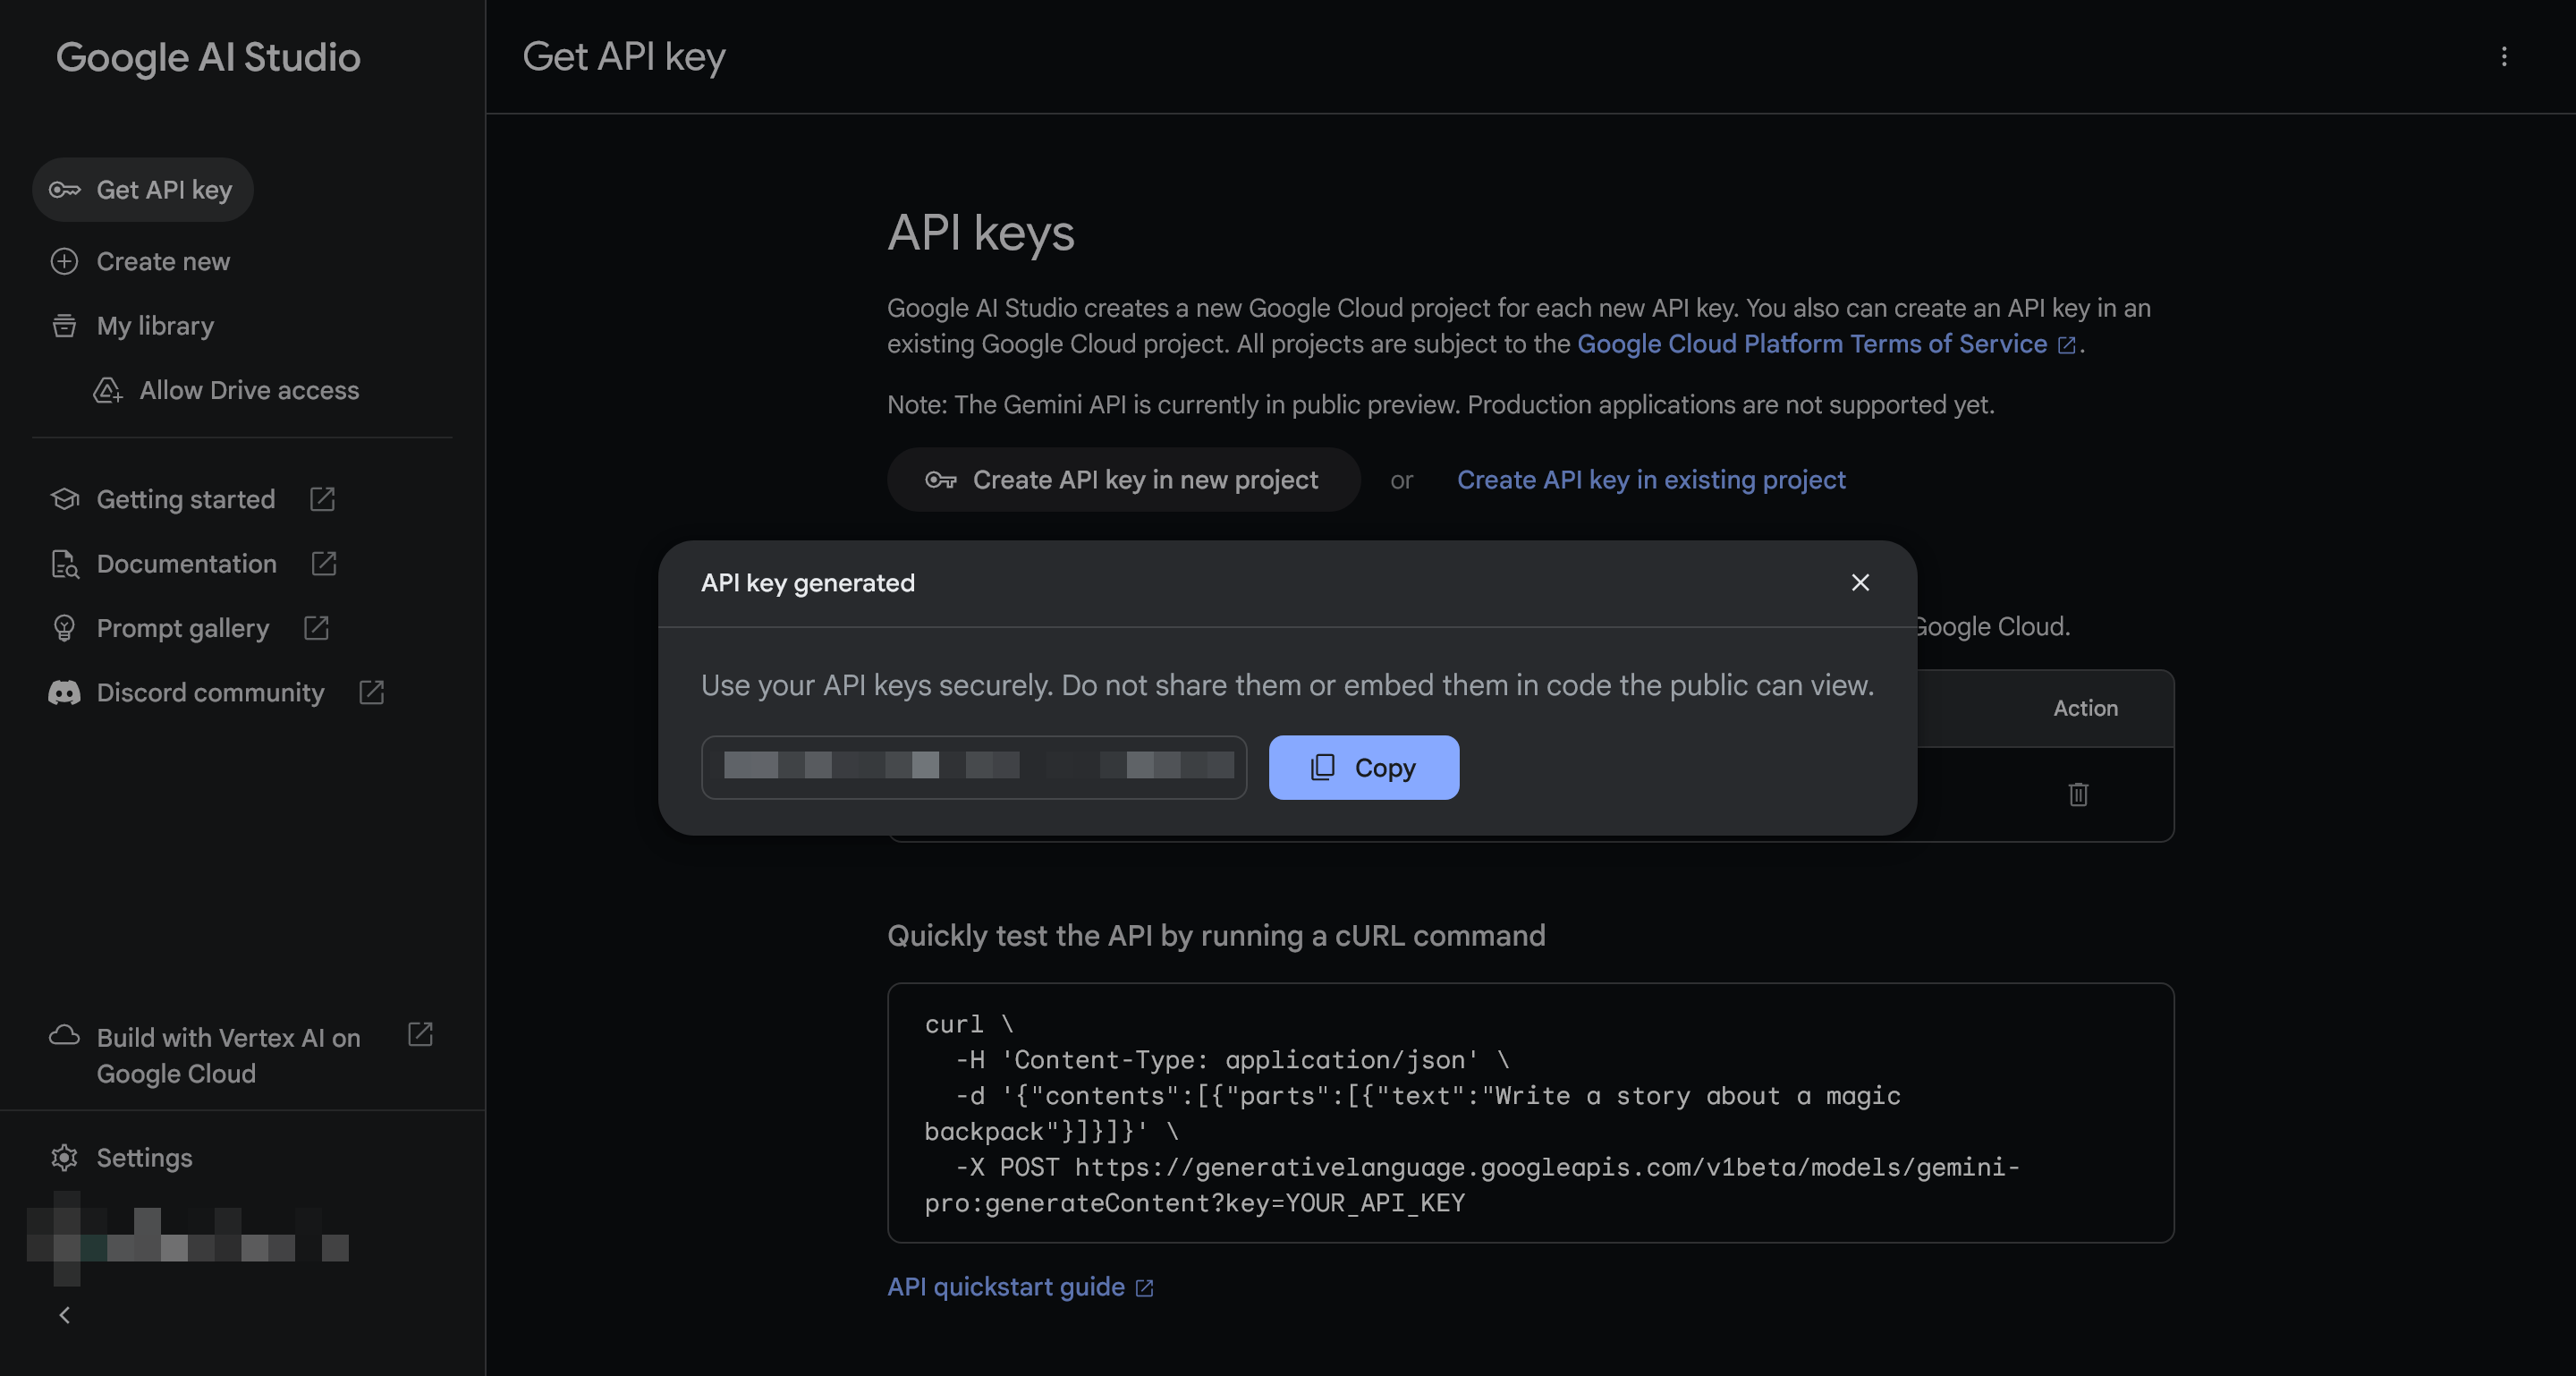 Google AI Studio
Get API key
Create new
My library
Allow Drive access
Getting started
Documentation
Prompt gallery
Discord community
Build with Vertex AI on
Google Cloud
Settings
Get API key
API keys
Google AI Studio creates a new Google Cloud project for each new API key. You also can create an API key in an
existing Google Cloud project. All projects are subject to the Google Cloud Platform Terms of Service .
Note: The Gemini API is currently in public preview. Production applications are not supported yet.
Create API key in new project or Create API key in existing project
Google Cloud.
Action
API key generated
Use your API keys securely. Do not share them or embed them in code the public can view.
Copy
Quickly test the API by running a cURL command
curl \
-H 'Content-Type: application/json' \
-d '{"contents":[{"parts":[{"text":"Write a story about a magic
backpack"}]}]}' \
-X POST https://generativelanguage.googleapis.com/v1beta/models/gemini-
pro:generateContent?key=YOUR_API_KEY
API quickstart guide